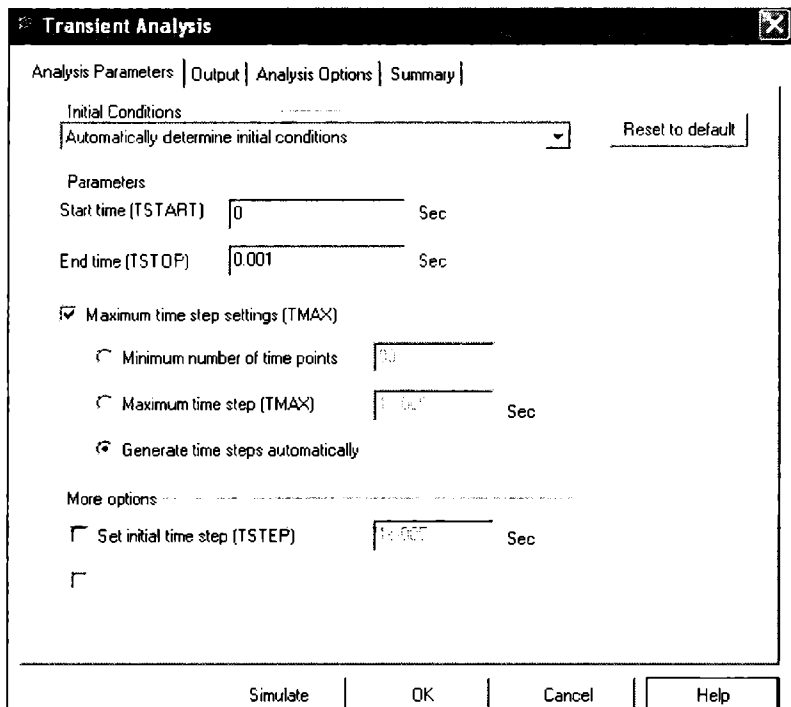 Transient Analysis
Analysis Parameters | Output | Analysis Options | Summary |
Initial Conditions
Automatically determine initial conditions
Reset to default
Parameters
Start time (TSTART) 0 Sec
End time (TSTOP) 0.001 Sec
Maximum time step settings (TMAX)
Minimum number of time points
Maximum time step (TMAX) Sec
Generate time steps automatically
More options
Set initial time step (TSTEP) Sec
Simulate OK Cancel Help